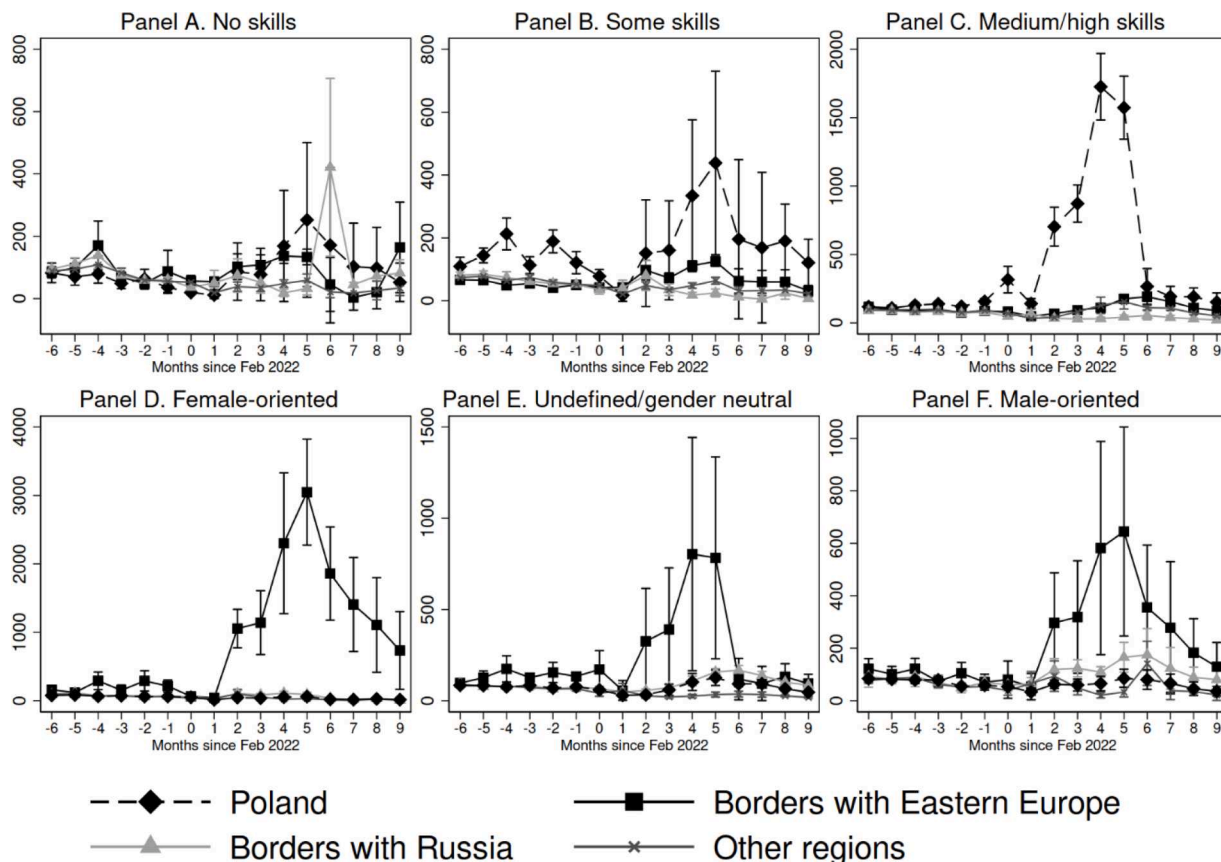 Panel A. No skills
800
600
400
200
0
-6 -5 -4 -3 -2 -1 0 1 2 3 4 5 6 7 8 9
Months since Feb 2022
Panel B. Some skills
800
600
400
200
0
-6 -5 -4 -3 -2 -1 0 1 2 3 4 5 6 7 8 9
Months since Feb 2022
Panel C. Medium/high skills
2000
1500
1000
500
0
-6 -5 -4 -3 -2 -1 0 1 2 3 4 5 6 7 8 9
Months since Feb 2022
Panel D. Female-oriented
4000
3000
2000
1000
0
-6 -5 -4 -3 -2 -1 0 1 2 3 4 5 6 7 8 9
Months since Feb 2022
Panel E. Undefined/gender neutral
1500
1000
500
0
-6 -5 -4 -3 -2 -1 0 1 2 3 4 5 6 7 8 9
Months since Feb 2022
Panel F. Male-oriented
1000
800
600
400
200
0
-6 -5 -4 -3 -2 -1 0 1 2 3 4 5 6 7 8 9
Months since Feb 2022
Poland
Borders with Eastern Europe
Borders with Russia
Other regions